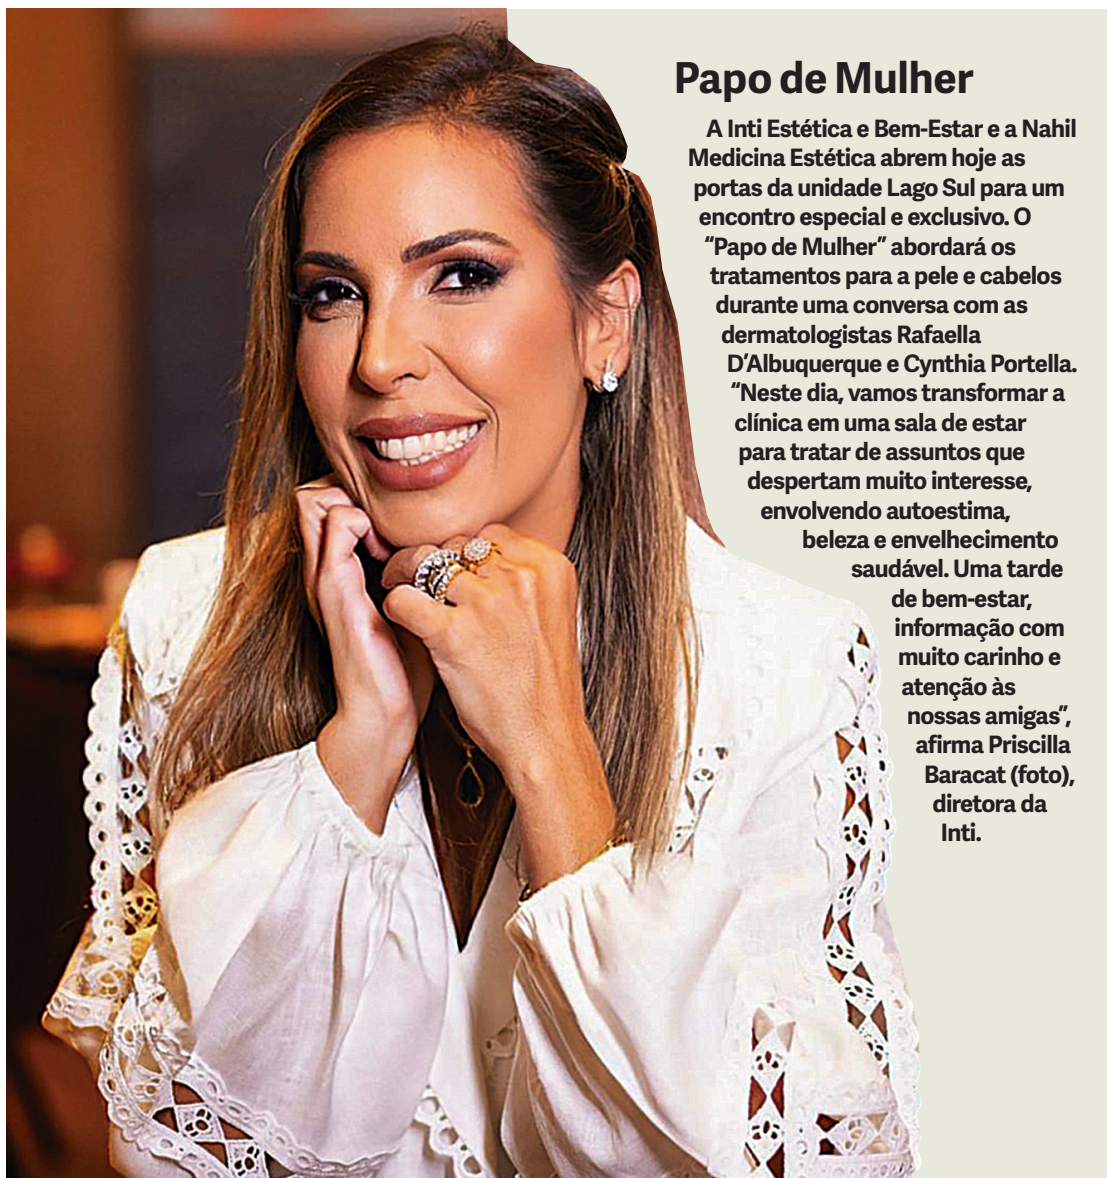 Papo de Mulher
A Inti Estética e Bem-Estar e a Nahil
Medicina Estética abrem hoje as
portas da unidade Lago Sul para um
encontro especial e exclusivo. O
“Papo de Mulher” abordará os
tratamentos para a pele e cabelos
durante uma conversa com as
dermatologistas Rafaella
D’Albuquerque e Cynthia Portella.
“Neste dia, vamos transformar a
clínica em uma sala de estar
para tratar de assuntos que
despertam muito interesse,
envolvendo autoestima,
beleza e envelhecimento
saudável. Uma tarde
de bem-estar,
informação com
muito carinho e
atenção às
nossas amigas”,
afirma Priscilla
Baracat (foto),
diretora da
Inti.